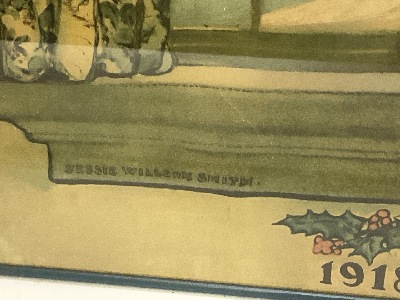 JESSIE WILLCOX SMITH.
1918